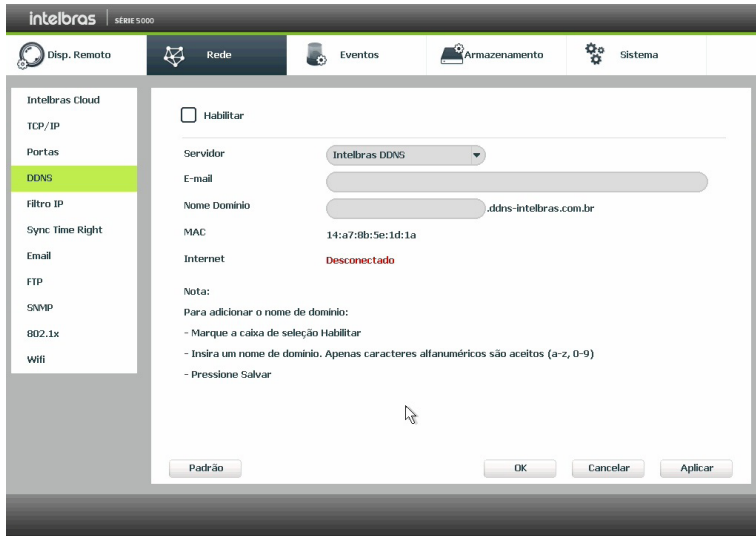 intelbras SÉRIE 5000
Disp. Remoto Rede Eventos Armazenamento Sistema
Intelbras Cloud
TCP/IP
Portas
DDNS
Filtro IP
Sync Time Right
Email
FTP
SNMP
802.1x
Wifi
Habilitar
Servidor Intelbras DDNS
E-mail
Nome Domínio .ddns-intelbras.com.br
MAC 14:a7:8b:5e:1d:1a
Internet Desconectado
Nota:
Para adicionar o nome de domínio:
- Marque a caixa de seleção Habilitar
- Insira um nome de domínio. Apenas caracteres alfanuméricos são aceitos (a-z, 0-9)
- Pressione Salvar
Padrão OK Cancelar Aplicar